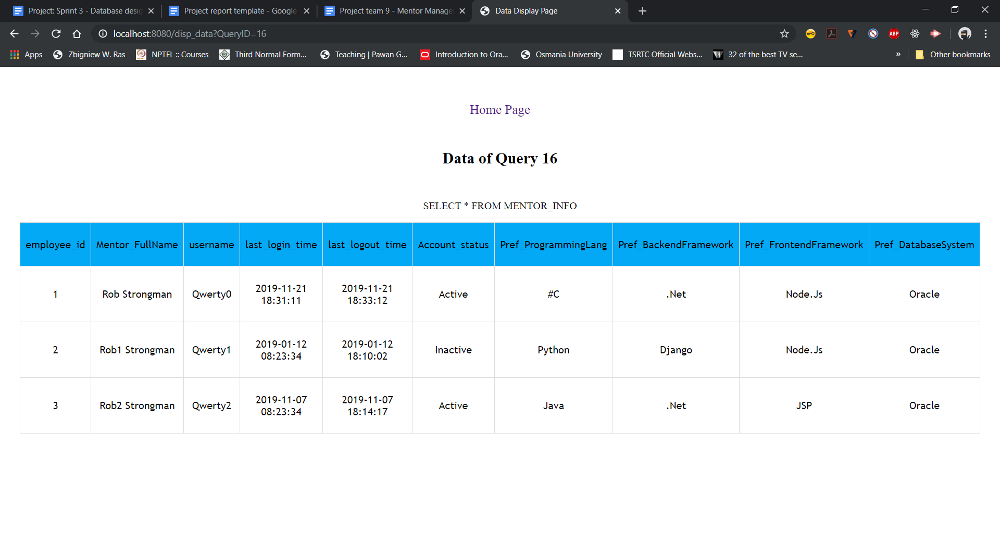 Project: Sprint 3 - Database desig
Project report template - Google
Project team 9 - Mentor Manage
Data Display Page
localhost:8080/disp_data?QueryID=16
ABP
Apps
Zbigniew W. Ras
NPTEL :: Courses
Third Normal Form...
Teaching | Pawan G...
Introduction to Ora...
Osmania University
TSRTC Official Webs...
32 of the best TV se...
»
Other bookmarks
Home Page
Data of Query 16
SELECT * FROM MENTOR_INFO
employee_id Mentor_FullName username last_login_time last_logout_time Account_status Pref_ProgrammingLang Pref_BackendFramework Pref_FrontendFramework Pref_DatabaseSystem
1 Rob Strongman Qwerty0 2019-11-21 18:31:11 2019-11-21 18:33:12 Active #C .Net Node.Js Oracle
2 Rob1 Strongman Qwerty1 2019-01-12 08:23:34 2019-01-12 18:10:02 Inactive Python Django Node.Js Oracle
3 Rob2 Strongman Qwerty2 2019-11-07 08:23:34 2019-11-07 18:14:17 Active Java .Net JSP Oracle